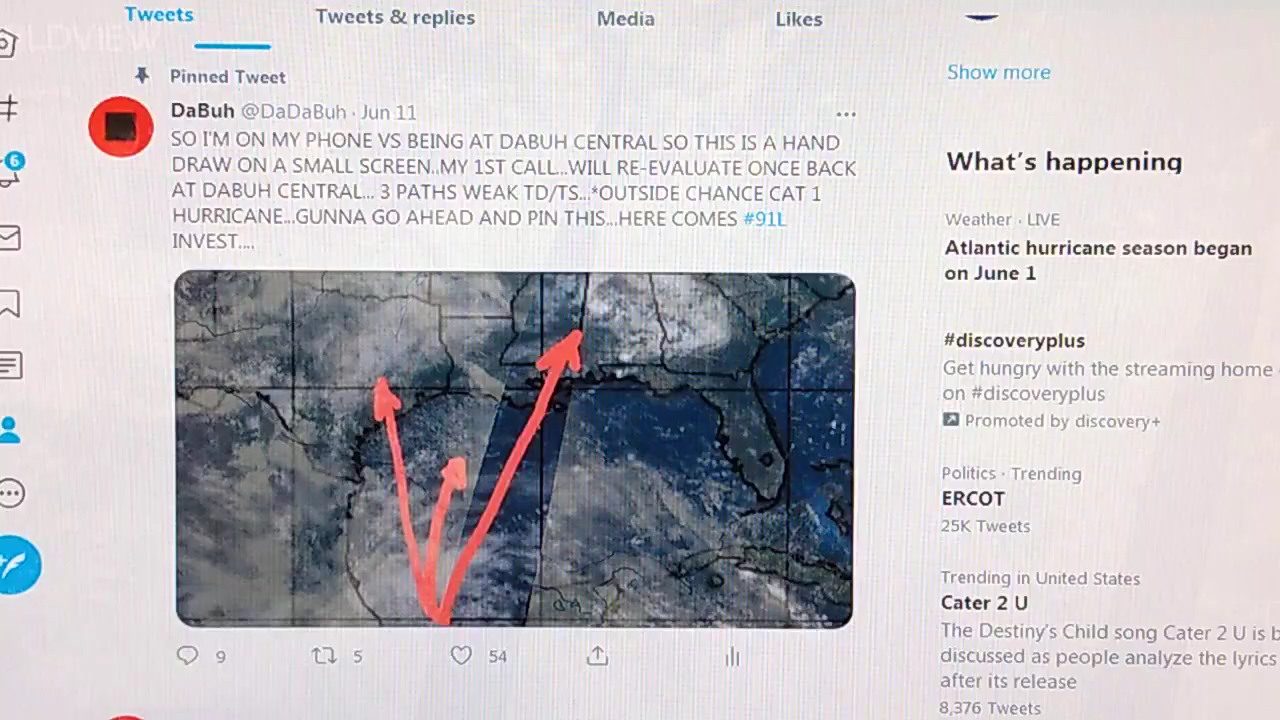 Tweets Tweets & replies Media Likes
LDVIEW
Show more
Pinned Tweet
DaBuh @DaDaBuh · Jun 11
SO I'M ON MY PHONE VS BEING AT DABUH CENTRAL SO THIS IS A HAND
DRAW ON A SMALL SCREEN..MY 1ST CALL...WILL RE-EVALUATE ONCE BACK
AT DABUH CENTRAL... 3 PATHS WEAK TD/TS...*OUTSIDE CHANCE CAT 1
HURRICANE...GUNNA GO AHEAD AND PIN THIS...HERE COMES #91L
INVEST....
9 5 54
6
What's happening
Weather · LIVE
Atlantic hurricane season began
on June 1
#discoveryplus
Get hungry with the streaming home
on #discoveryplus
Promoted by discovery+
Politics · Trending
ERCOT
25K Tweets
Trending in United States
Cater 2 U
The Destiny's Child song Cater 2 U is b
discussed as people analyze the lyrics
after its release
8,376 Tweets